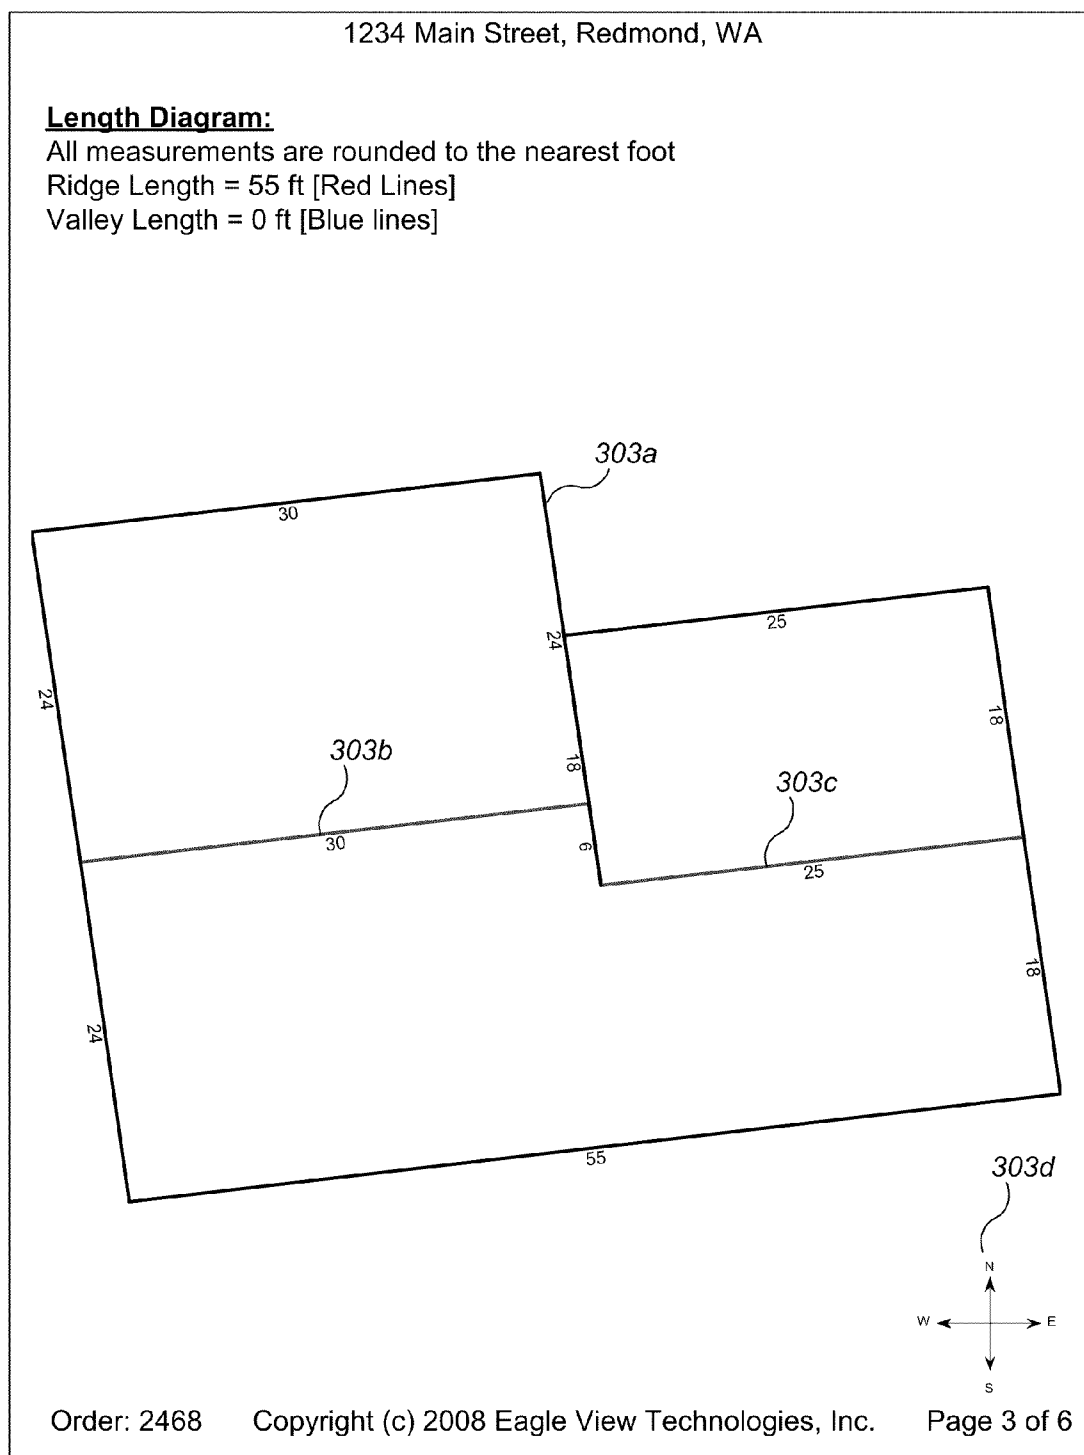 1234 Main Street, Redmond, WA
Length Diagram:
All measurements are rounded to the nearest foot
Ridge Length = 55 ft [Red Lines]
Valley Length = 0 ft [Blue lines]
303a
30
25
24
24
18
303b
18
303c
30
6
25
18
24
55
303d
N
W E
S
Order: 2468 Copyright (c) 2008 Eagle View Technologies, Inc. Page 3 of 6